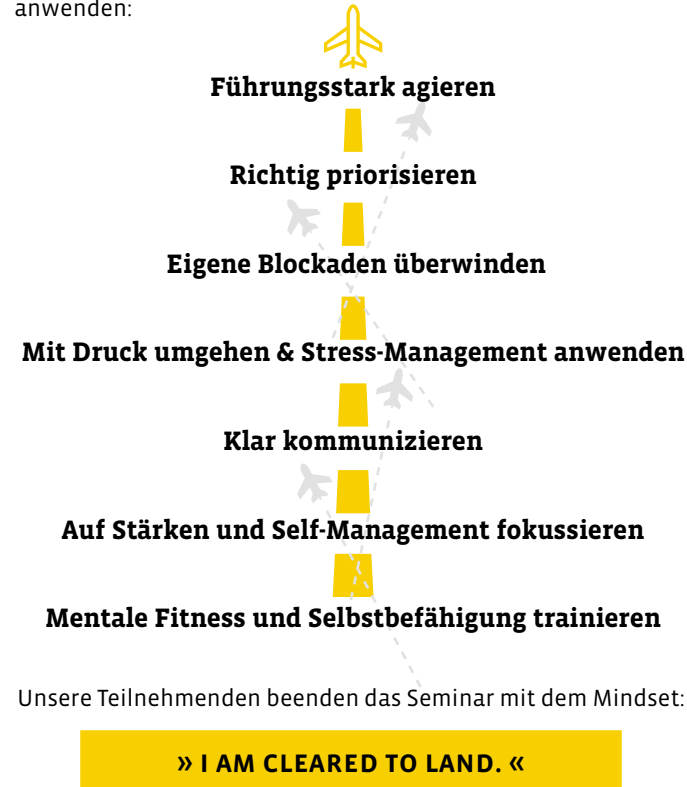 anwenden:
Führungsstark agieren
Richtig priorisieren
Eigene Blockaden überwinden
Mit Druck umgehen & Stress-Management anwenden
Klar kommunizieren
Auf Stärken und Self-Management fokussieren
Mentale Fitness und Selbstbefähigung trainieren
Unsere Teilnehmenden beenden das Seminar mit dem Mindset:
» I AM CLEARED TO LAND. «